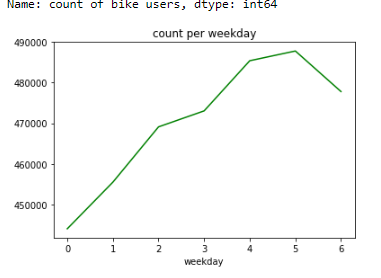 Name: count of bike users, dtype: int64
count per weekday
490000
480000
470000
460000
450000
0 1 2 3 4 5 6
weekday